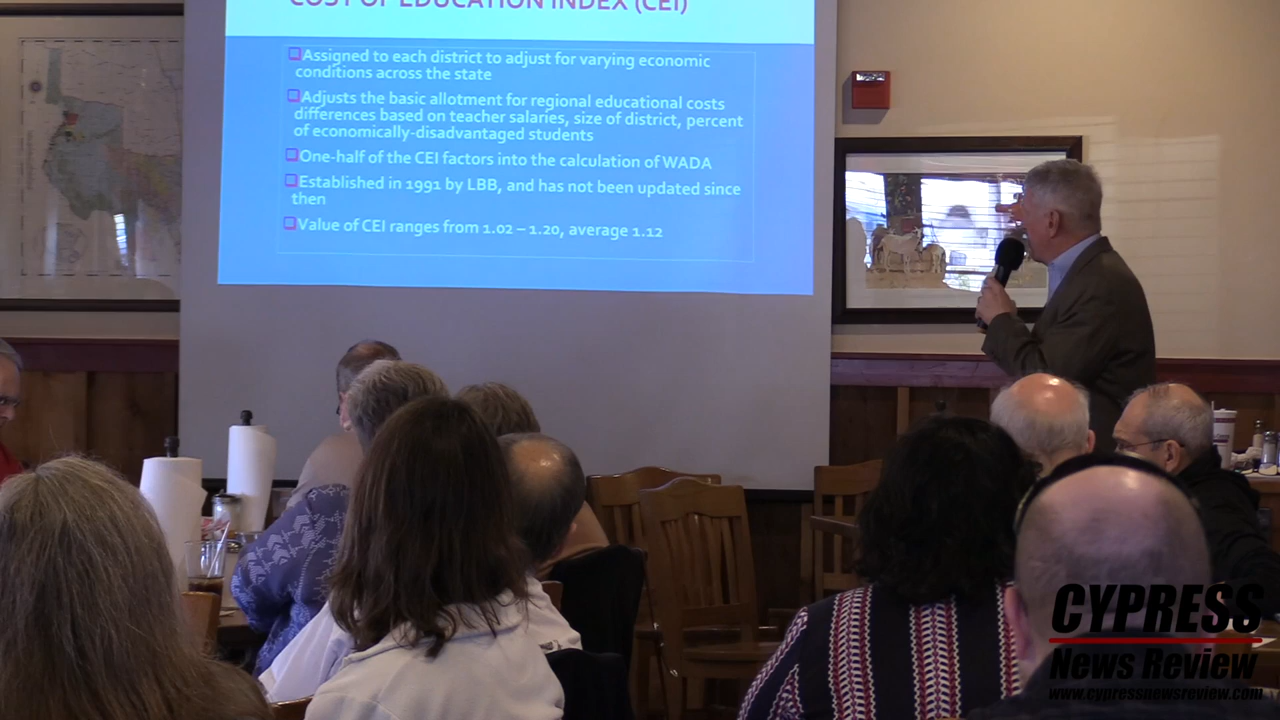 COST OF EDUCATION INDEX (CEI)
Assigned to each district to adjust for varying economic
conditions across the state
Adjusts the basic allotment for regional educational costs
differences based on teacher salaries, size of district, percent
of economically-disadvantaged students
One-half of the CEI factors into the calculation of WADA
Established in 1991 by LBB, and has not been updated since
then
Value of CEI ranges from 1.02 – 1.20, average 1.12
CYPRESS
News Review
www.cypressnewsreview.com